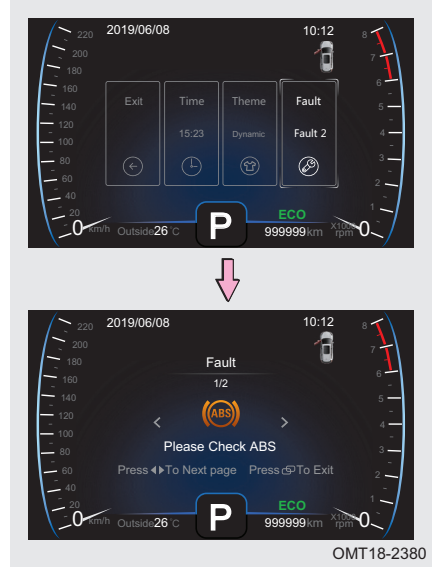 2019/06/08 10:12
220
200
180
160
140
120
100
80
60
40
20
0 km/h
8
7
6
5
4
3
2
1
0
X1000
rpm
Exit Time Theme Fault
15:23 Dynamic Fault 2
ECO
Outside 26 °C P 999999 km
2019/06/08 10:12
220
200
180
160
140
120
100
80
60
40
20
0 km/h
8
7
6
5
4
3
2
1
0
X1000
rpm
Fault
1/2
ABS
< >
Please Check ABS
Press To Next page Press To Exit
ECO
Outside 26 °C P 999999 km
OMT18-2380